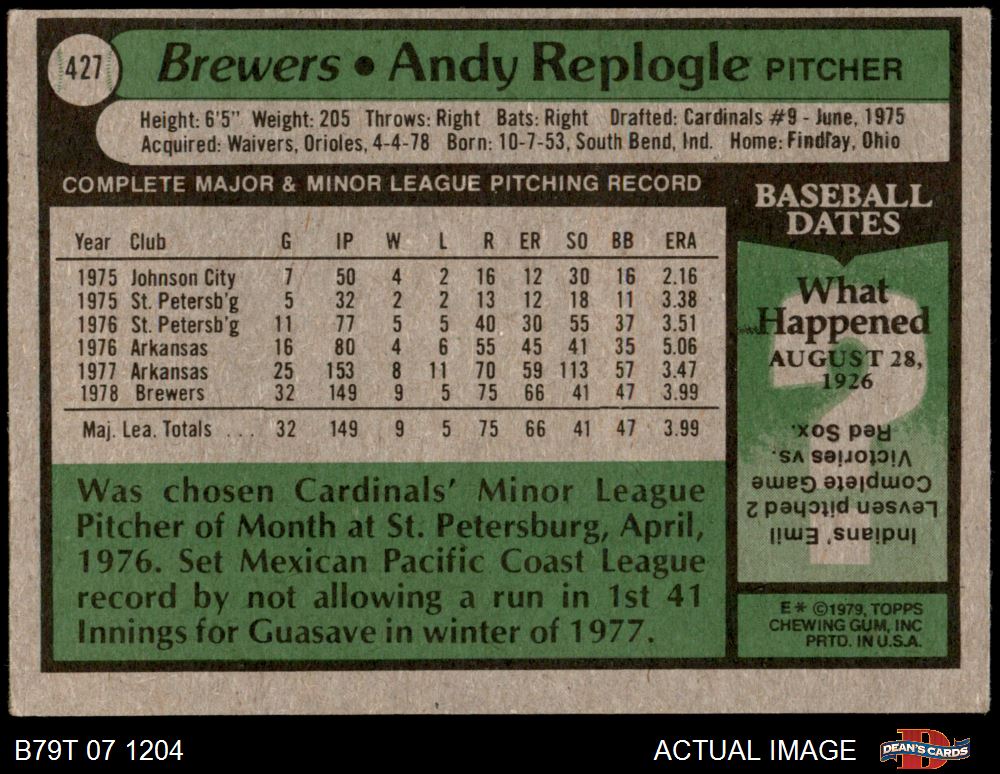 427
Brewers • Andy Replogle PITCHER
Height: 6'5" Weight: 205 Throws: Right Bats: Right Drafted: Cardinals #9 - June, 1975
Acquired: Waivers, Orioles, 4-4-78 Born: 10-7-53, South Bend, Ind. Home: Findlay, Ohio
COMPLETE MAJOR & MINOR LEAGUE PITCHING RECORD
Year Club G IP W L R ER SO BB ERA
1975 Johnson City 7 50 4 2 16 12 30 16 2.16
1975 St. Petersb'g 5 32 2 2 13 12 18 11 3.38
1976 St. Petersb'g 11 77 5 5 40 30 55 37 3.51
1976 Arkansas 16 80 4 6 55 45 41 35 5.06
1977 Arkansas 25 153 8 11 70 59 113 57 3.47
1978 Brewers 32 149 9 5 75 66 41 47 3.99
Maj. Lea. Totals ... 32 149 9 5 75 66 41 47 3.99
Was chosen Cardinals' Minor League
Pitcher of Month at St. Petersburg, April,
1976. Set Mexican Pacific Coast League
record by not allowing a run in 1st 41
Innings for Guasave in winter of 1977.
BASEBALL
DATES
What
Happened
AUGUST 28,
1926
Indians' Emil
Levsen pitched 2
Complete Game
Victories vs.
Red Sox.
E* ©1979, TOPPS
CHEWING GUM, INC
PRTD. IN U.S.A.
B79T 07 1204
ACTUAL IMAGE
DEAN'S CARDS